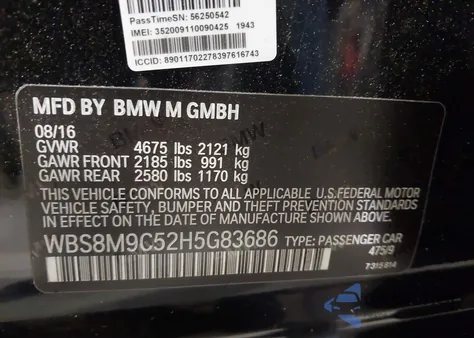 PassTimeSN: 56250542
IMEI: 352009110090425 1943
ICCID: 89011702278397616743
MFD BY BMW M GMBH
08/16
GVWR 4675 lbs 2121 kg
GAWR FRONT 2185 lbs 991 kg
GAWR REAR 2580 lbs 1170 kg
THIS VEHICLE CONFORMS TO ALL APPLICABLE U.S.FEDERAL MOTOR
VEHICLE SAFETY, BUMPER AND THEFT PREVENTION STANDARDS
IN EFFECT ON THE DATE OF MANUFACTURE SHOWN ABOVE.
WBS8M9C52H5G83686 TYPE: PASSENGER CAR
475/9
7315814